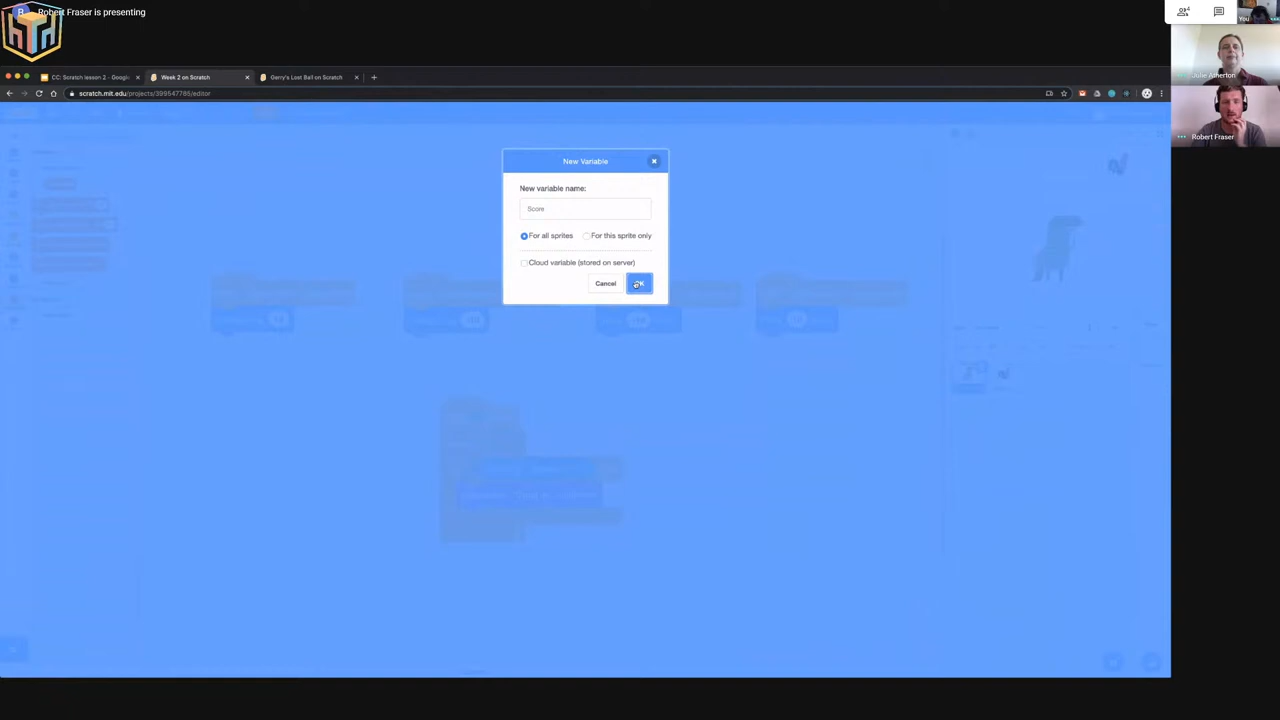 Robert Fraser is presenting
4
You
CC: Scratch lesson 2 - Google
Week 2 on Scratch
Gerry's Lost Ball on Scratch
scratch.mit.edu/projects/399547785/editor
Julie Atherton
Robert Fraser
New Variable
New variable name:
Score
For all sprites
For this sprite only
Cloud variable (stored on server)
Cancel